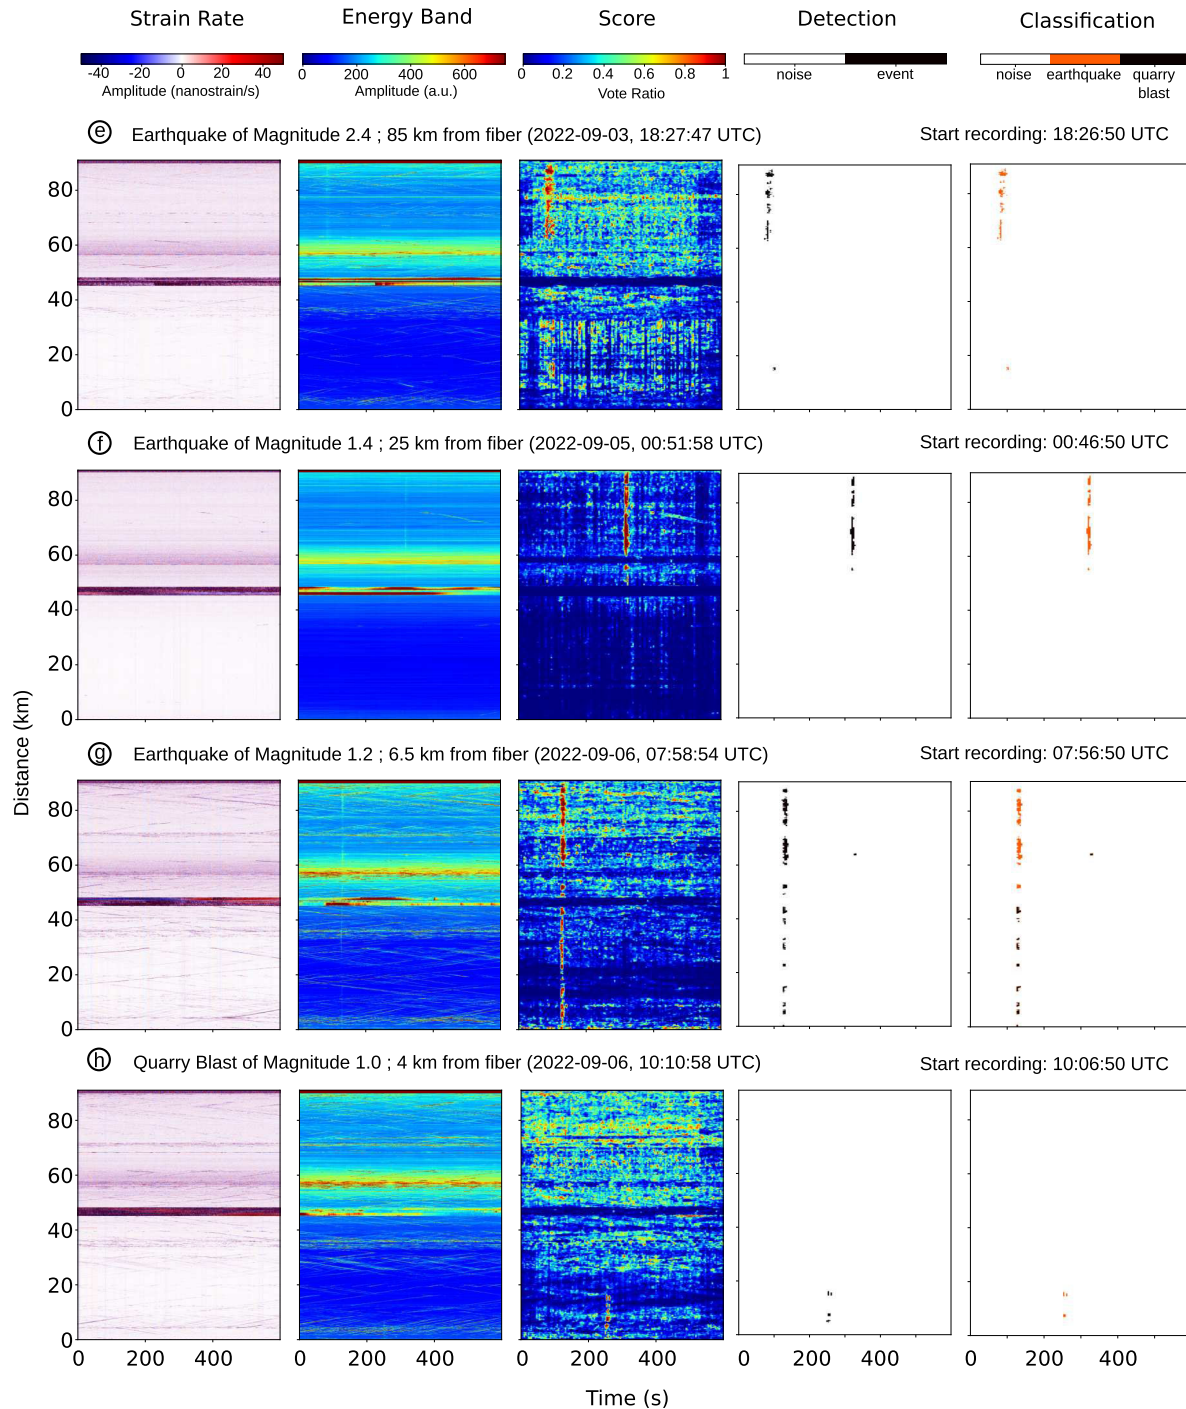 Strain Rate Energy Band Score Detection Classification
-40 -20 0 20 40 0 200 400 600 0 0.2 0.4 0.6 0.8 1 noise event noise earthquake quarry
Amplitude (nanostrain/s) Amplitude (a.u.) Vote Ratio blast
e Earthquake of Magnitude 2.4 ; 85 km from fiber (2022-09-03, 18:27:47 UTC) Start recording: 18:26:50 UTC
80
60
40
20
0
f Earthquake of Magnitude 1.4 ; 25 km from fiber (2022-09-05, 00:51:58 UTC) Start recording: 00:46:50 UTC
80
60
40
20
0
Distance (km)
g Earthquake of Magnitude 1.2 ; 6.5 km from fiber (2022-09-06, 07:58:54 UTC) Start recording: 07:56:50 UTC
80
60
40
20
0
h Quarry Blast of Magnitude 1.0 ; 4 km from fiber (2022-09-06, 10:10:58 UTC) Start recording: 10:06:50 UTC
80
60
40
20
0
0 200 400 0 200 400 0 200 400 0 200 400 0 200 400
Time (s)